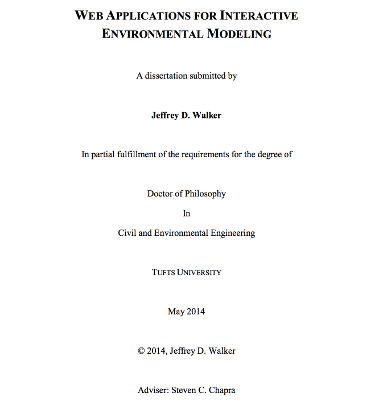 WEB APPLICATIONS FOR INTERACTIVE
ENVIRONMENTAL MODELING
A dissertation submitted by
Jeffrey D. Walker
In partial fulfillment of the requirements for the degree of
Doctor of Philosophy
In
Civil and Environmental Engineering
TUFTS UNIVERSITY
May 2014
© 2014, Jeffrey D. Walker
Adviser: Steven C. Chapra